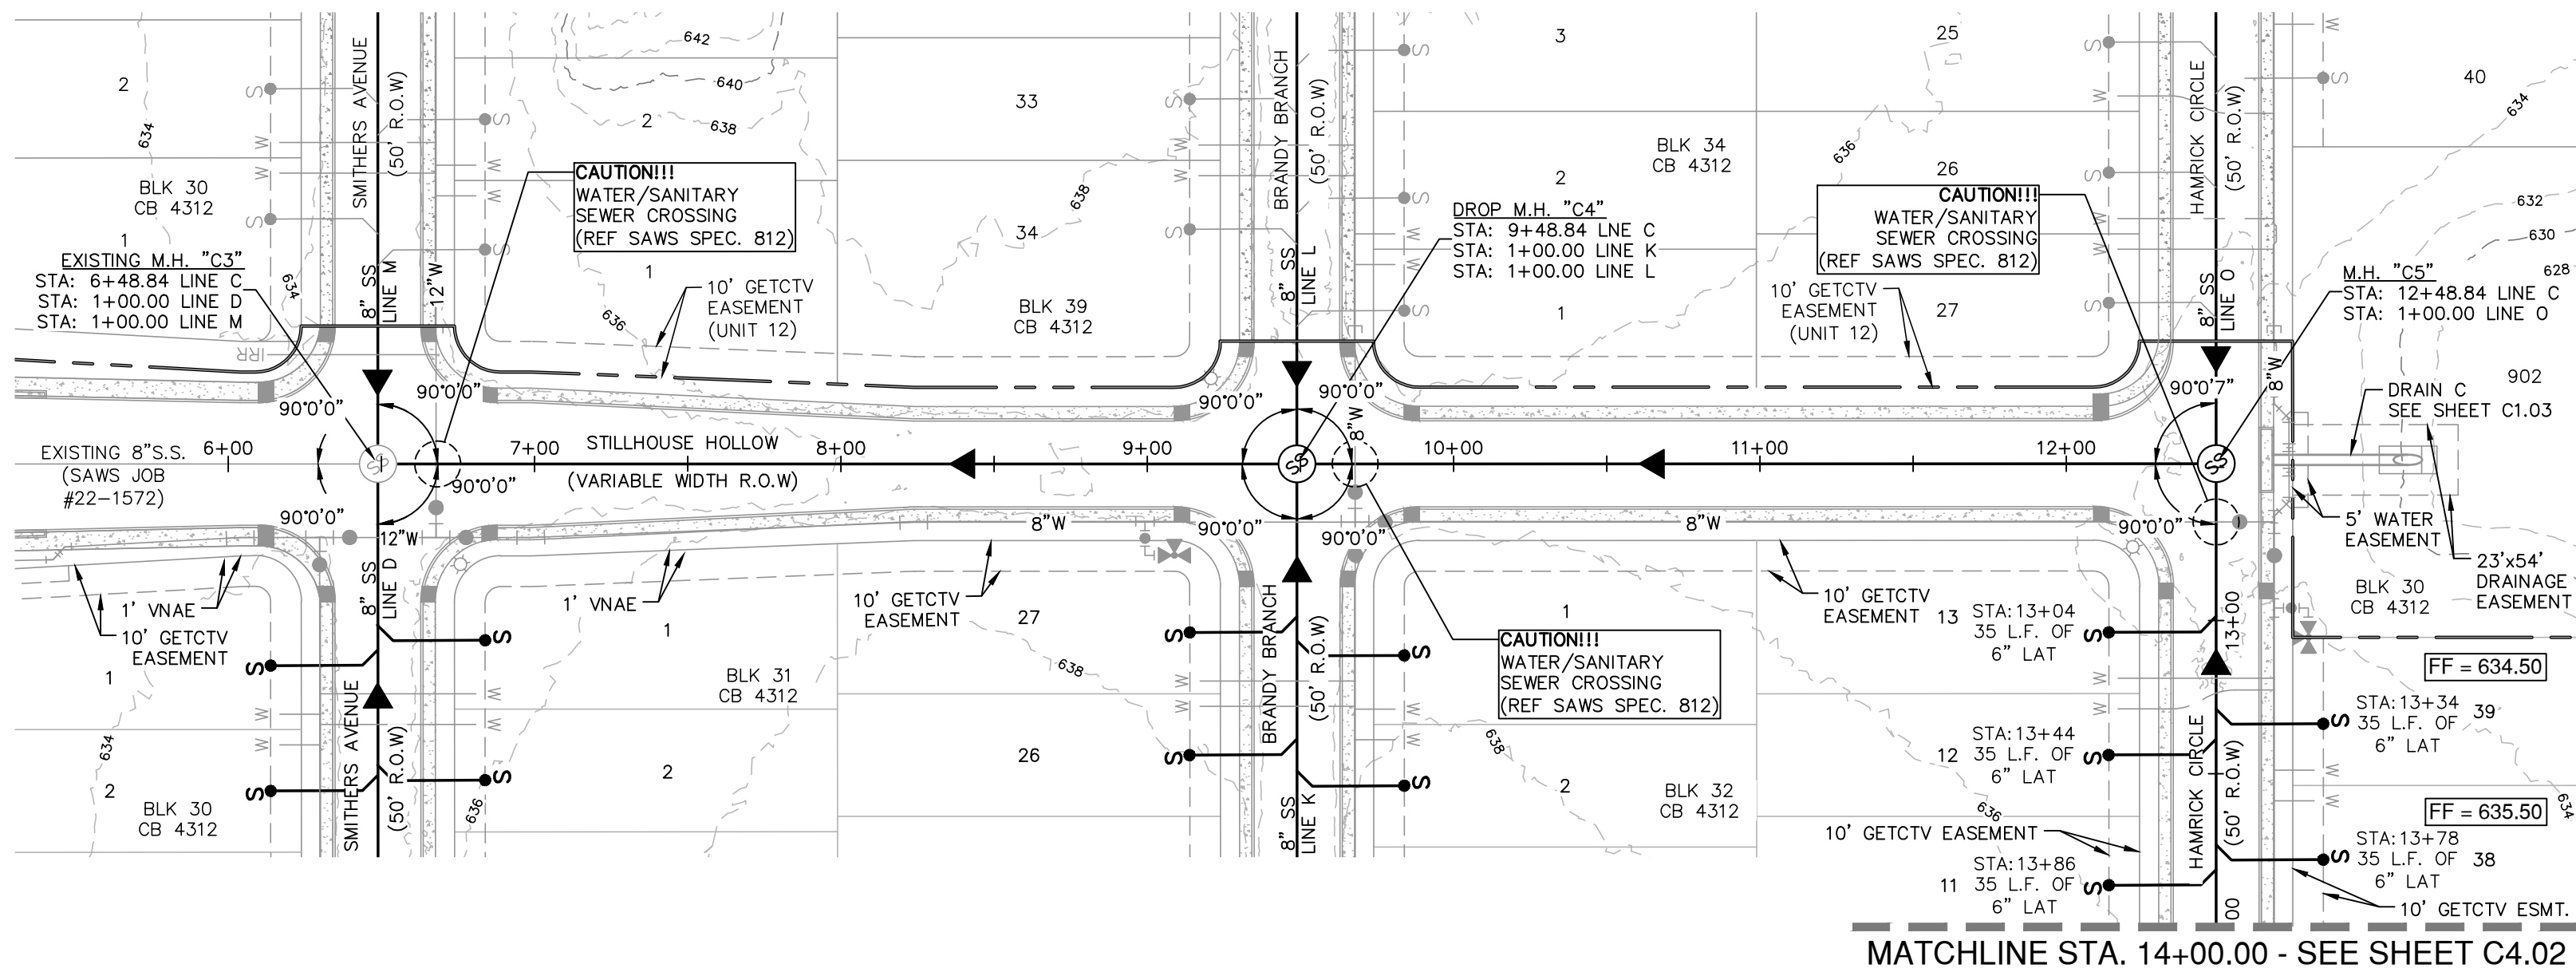 2
634
BLK 30
CB 4312
1
634
SMITHERS AVENUE
(50' R.O.W)
8" SS
LINE M
12"W
EXISTING M.H. "C3"
STA: 6+48.84 LINE C
STA: 1+00.00 LINE D
STA: 1+00.00 LINE M
IRR
642
640
638
2
CAUTION!!!
WATER/SANITARY
SEWER CROSSING
(REF SAWS SPEC. 812)
1
636
10' GETCTV
EASEMENT
(UNIT 12)
33
34
638
BLK 39
CB 4312
BRANDY BRANCH
(50' R.O.W)
8" SS
LINE L
3
2
1
BLK 34
CB 4312
DROP M.H. "C4"
STA: 9+48.84 LNE C
STA: 1+00.00 LINE K
STA: 1+00.00 LINE L
25
636
26
27
CAUTION!!!
WATER/SANITARY
SEWER CROSSING
(REF SAWS SPEC. 812)
10' GETCTV
EASEMENT
(UNIT 12)
HAMRICK CIRCLE
(50' R.O.W)
8" SS
LINE O
40
634
632
630
628
M.H. "C5"
STA: 12+48.84 LINE C
STA: 1+00.00 LINE O
8"W
902
DRAIN C
SEE SHEET C1.03
90°0'0"
90°0'0"
90°0'0"
90°0'0"
90°0'7"
EXISTING 8"S.S.
(SAWS JOB
#22-1572)
6+00
7+00
STILLHOUSE HOLLOW
(VARIABLE WIDTH R.O.W)
8+00
9+00
8"W
10+00
11+00
12+00
SS
SS
SS
90°0'0"
90°0'0"
90°0'0"
90°0'0"
90°0'0"
12"W
8"W
8"W
5' WATER
EASEMENT
23'x54'
DRAINAGE
EASEMENT
1' VNAE
10' GETCTV
EASEMENT
8" SS
LINE D
1' VNAE
10' GETCTV
EASEMENT
10' GETCTV
EASEMENT
1
634
2
BLK 30
CB 4312
SMITHERS AVENUE
(50' R.O.W)
1
BLK 31
CB 4312
2
636
27
638
26
BRANDY BRANCH
(50' R.O.W)
8" SS
LINE K
1
CAUTION!!!
WATER/SANITARY
SEWER CROSSING
(REF SAWS SPEC. 812)
638
2
BLK 32
CB 4312
636
13
STA:13+04
35 L.F. OF
6" LAT
12
STA:13+44
35 L.F. OF
6" LAT
10' GETCTV EASEMENT
11
STA:13+86
35 L.F. OF
6" LAT
13+00
HAMRICK CIRCLE
(50' R.O.W)
00
BLK 30
CB 4312
FF = 634.50
STA:13+34
35 L.F. OF
6" LAT
39
634
FF = 635.50
STA:13+78
35 L.F. OF
6" LAT
38
10' GETCTV ESMT.
MATCHLINE STA. 14+00.00 - SEE SHEET C4.02